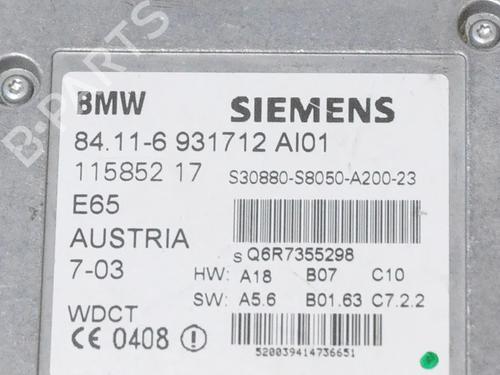 BMW SIEMENS
84.11-6 931712 AI01
115852 17 S30880-S8050-A200-23
E65
AUSTRIA s Q6R7355298
7-03 HW: A18 B07 C10
SW: A5.6 B01.63 C7.2.2
WDCT
CE 0408
520039414736651
B-PARTS